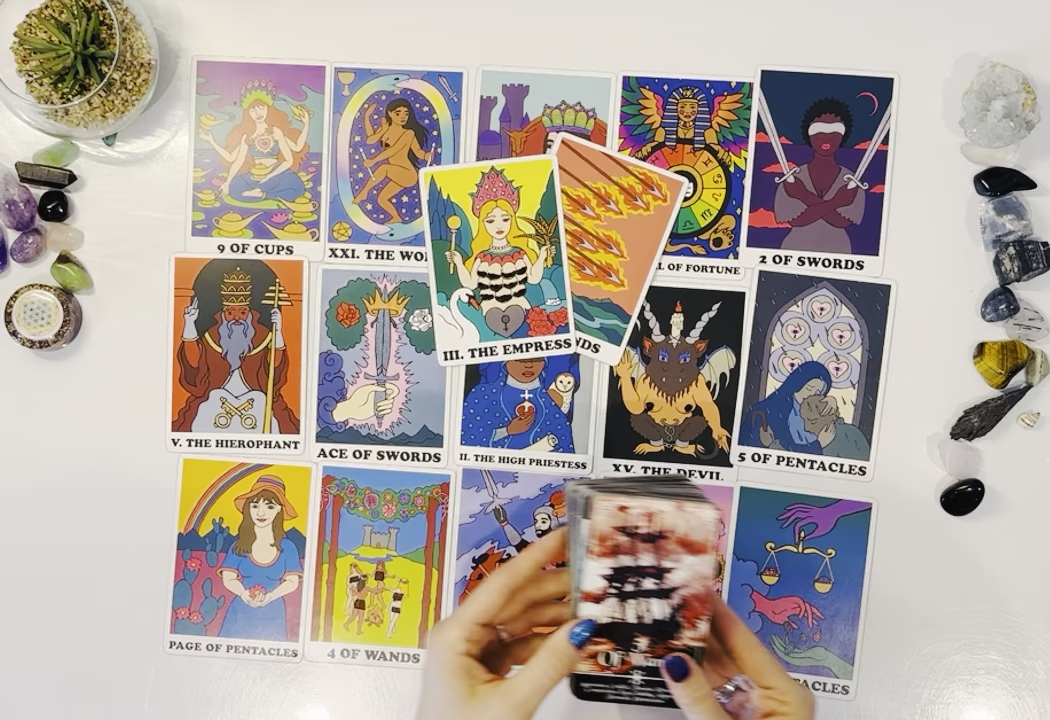 9 OF CUPS
XXI. THE WO
L OF FORTUNE
2 OF SWORDS
III. THE EMPRESS
NDS
V. THE HIEROPHANT
ACE OF SWORDS
II. THE HIGH PRIESTESS
XV. THE DEVIL
5 OF PENTACLES
PAGE OF PENTACLES
4 OF WANDS
ACLES